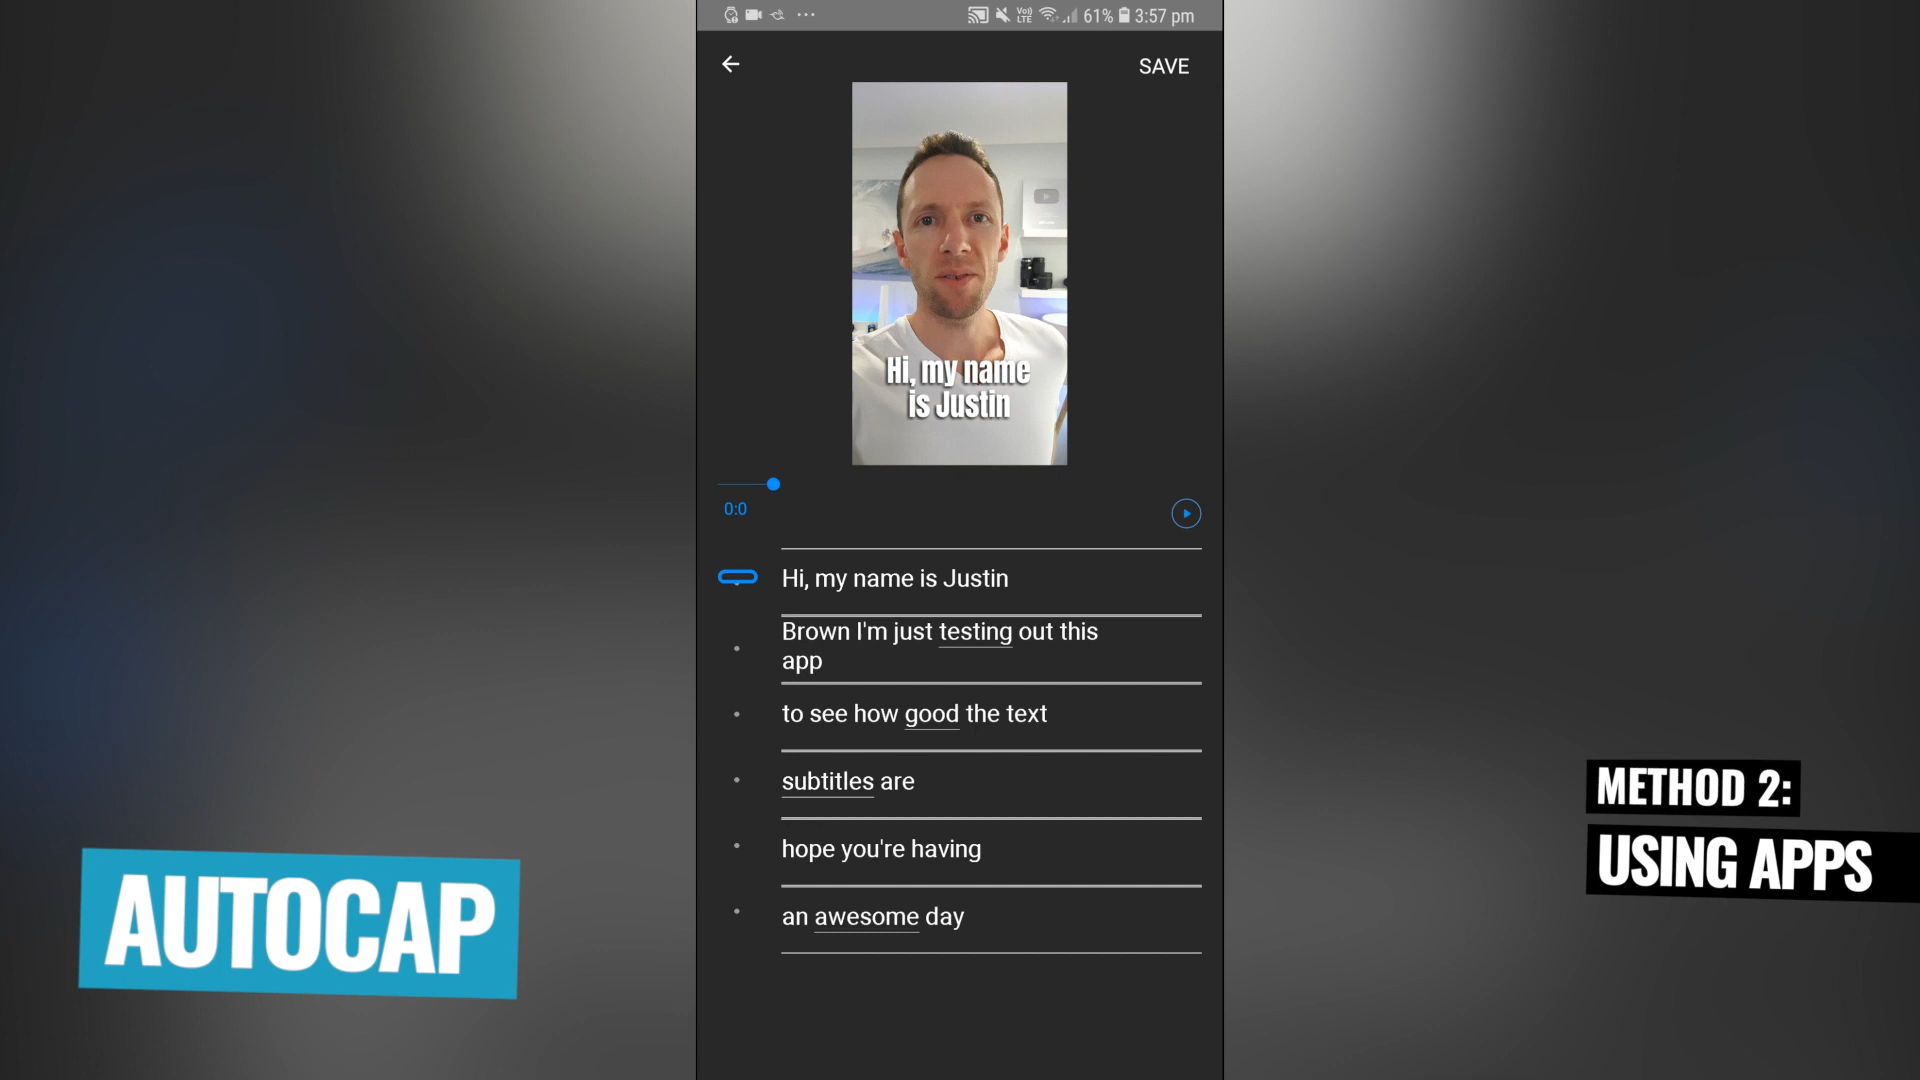 61% 3:57 pm
SAVE
Hi, my name
is Justin
0:0
Hi, my name is Justin
Brown I'm just testing out this
app
to see how good the text
subtitles are
hope you're having
an awesome day
METHOD 2:
USING APPS
AUTOCAP